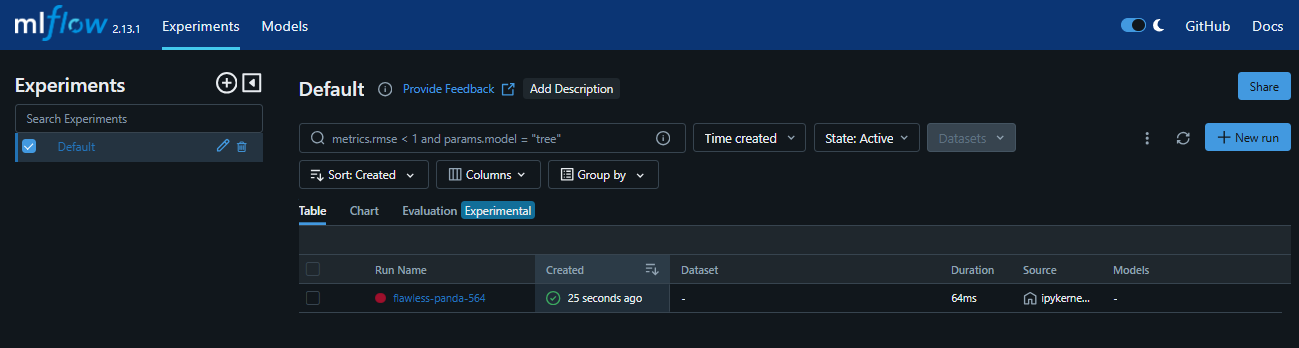 mlflow 2.13.1 Experiments Models GitHub Docs
Experiments
Search Experiments
Default
Default Provide Feedback Add Description Share
metrics.rmse < 1 and params.model = "tree" Time created State: Active Datasets New run
Sort: Created Columns Group by
Table Chart Evaluation Experimental
Run Name Created Dataset Duration Source Models
flawless-panda-564 25 seconds ago - 64ms ipykerne... -